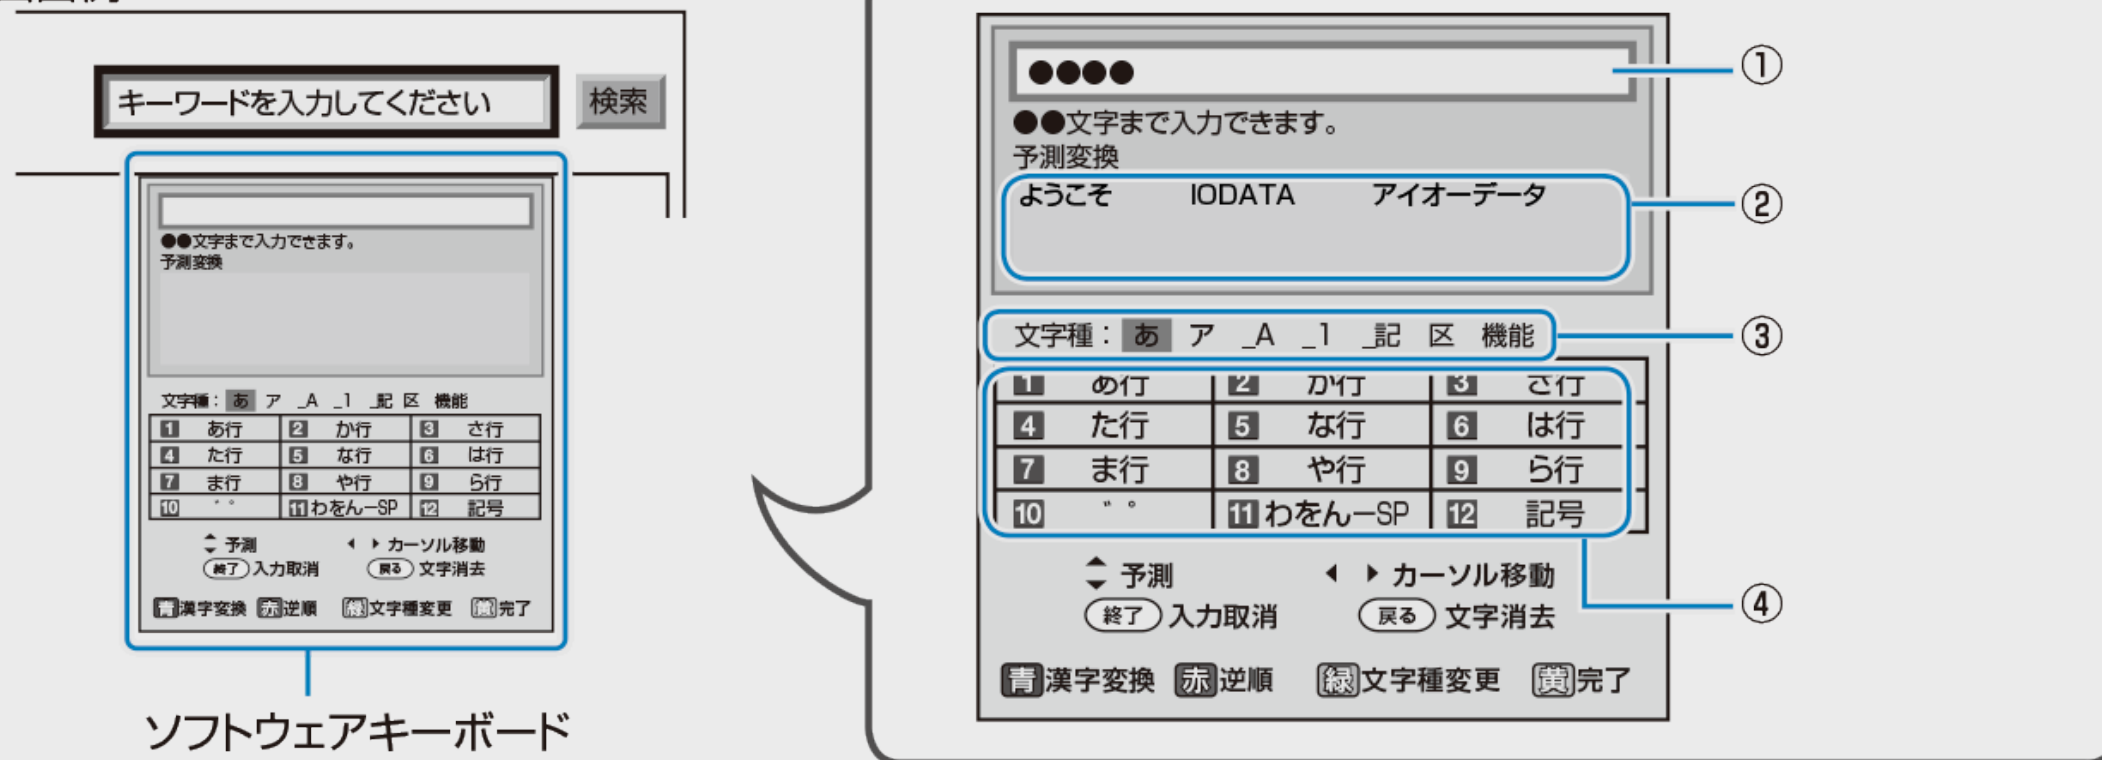 キーワードを入力してください 検索
●●文字まで入力できます。
予測変換
文字種： あ ア _A _1 _記 区 機能
1 あ行 2 か行 3 さ行
4 た行 5 な行 6 は行
7 ま行 8 や行 9 ら行
10 ゛゜ 11 わをんーSP 12 記号
予測 カーソル移動
終了 入力取消 戻る 文字消去
青 漢字変換 赤 逆順 緑 文字種変更 黄 完了
ソフトウェアキーボード
●●●● ①
●●文字まで入力できます。
予測変換
ようこそ IODATA アイオーデータ ②
文字種： あ ア _A _1 _記 区 機能 ③
1 あ行 2 か行 3 さ行
4 た行 5 な行 6 は行
7 ま行 8 や行 9 ら行
10 ゛゜ 11 わをんーSP 12 記号
予測 カーソル移動 ④
終了 入力取消 戻る 文字消去
青 漢字変換 赤 逆順 緑 文字種変更 黄 完了